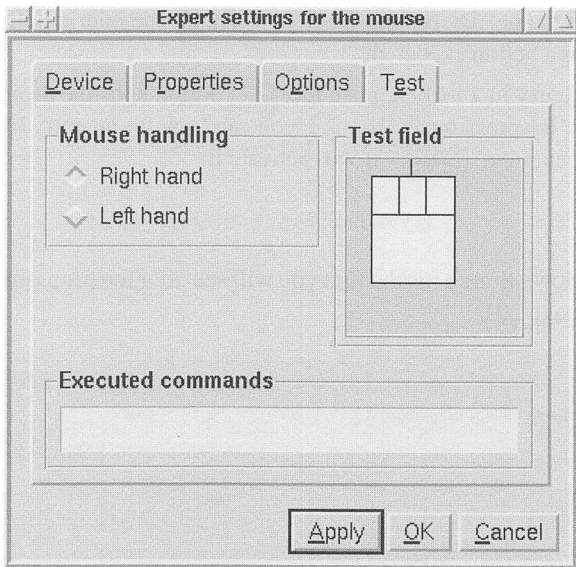 Expert settings for the mouse
Device Properties Options Test
Mouse handling
Right hand
Left hand
Test field
Executed commands
Apply OK Cancel